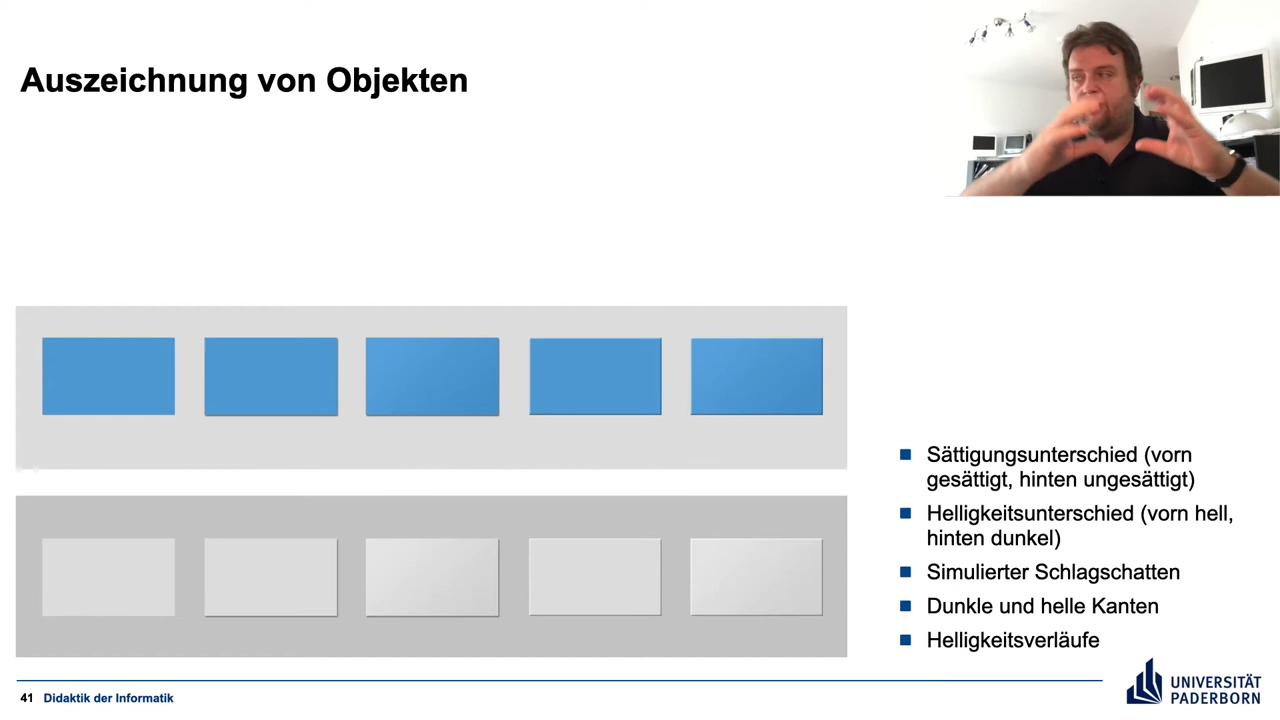 Auszeichnung von Objekten
Sättigungsunterschied (vorn
gesättigt, hinten ungesättigt)
Helligkeitsunterschied (vorn hell,
hinten dunkel)
Simulierter Schlagschatten
Dunkle und helle Kanten
Helligkeitsverläufe
41 Didaktik der Informatik
UNIVERSITÄT
PADERBORN